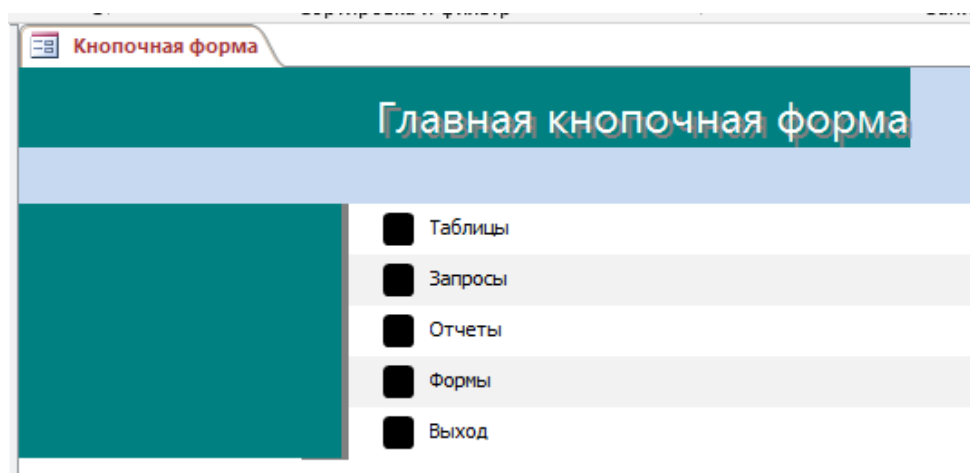 Кнопочная форма
Главная кнопочная форма
Таблицы
Запросы
Отчеты
Формы
Выход